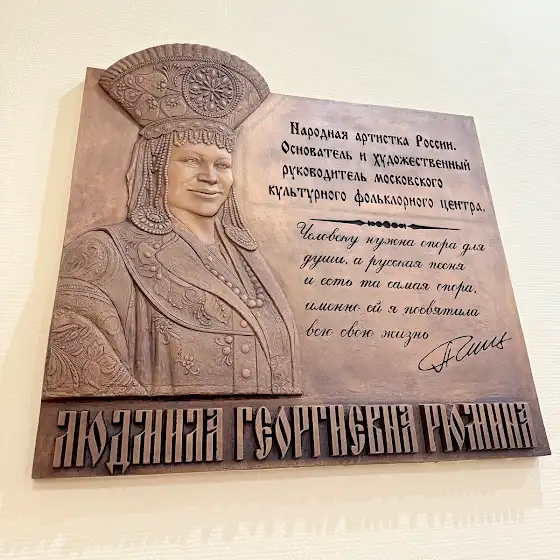 Народная артистка России.
Основатель и художественный
руководитель московского
культурного фольклорного центра.
Человеку нужна опора для
души, а русская песня
и есть та самая опора,
именно ей я посвятила
всю свою жизнь
ЛЮДМИЛА ГЕОРГИЕВНА РЮМИНА